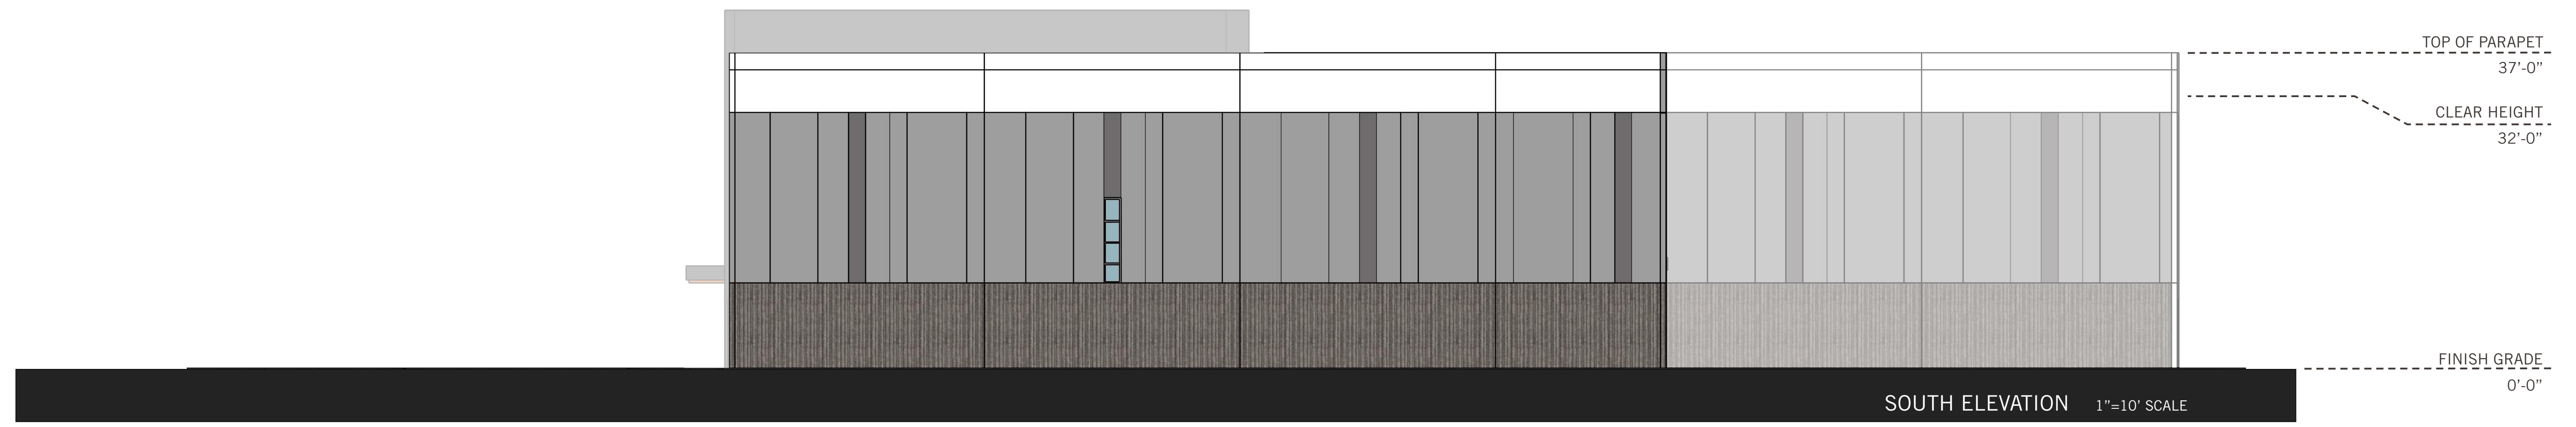 TOP OF PARAPET
37'-0”
CLEAR HEIGHT
32'-0”
FINISH GRADE
0'-0”
SOUTH ELEVATION 1”=10' SCALE